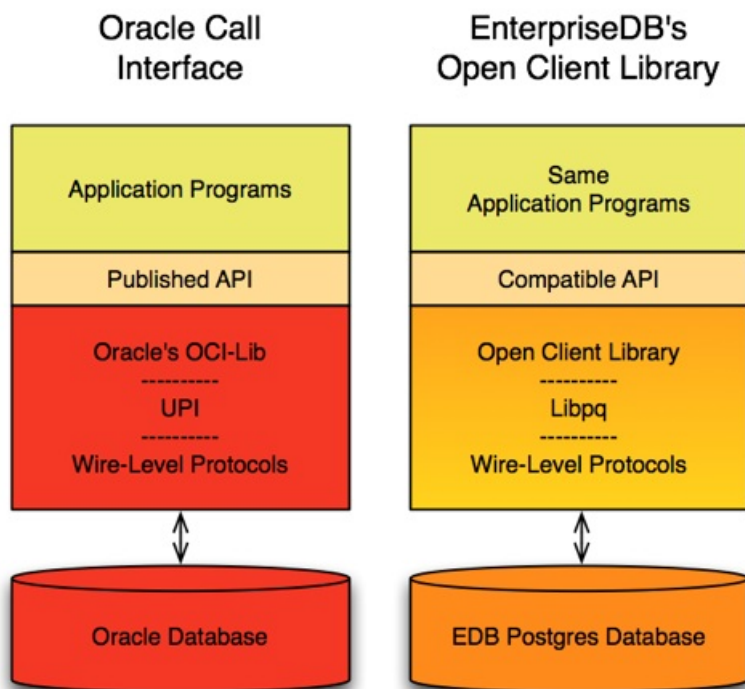 Oracle Call
Interface
Application Programs
Published API
Oracle's OCI-Lib
----------
UPI
----------
Wire-Level Protocols
Oracle Database
EnterpriseDB's
Open Client Library
Same
Application Programs
Compatible API
Open Client Library
----------
Libpq
----------
Wire-Level Protocols
EDB Postgres Database